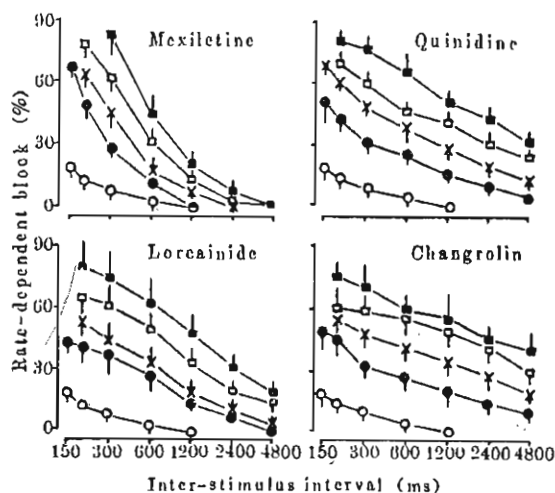 Mexiletine
Quinidine
90
60
30
0
Rate-dependent block (%)
Lorcainide
Changrolin
90
60
30
0
150 300 600 1200 2400 4800
150 300 600 1200 2400 4800
Inter-stimulus interval (ms)